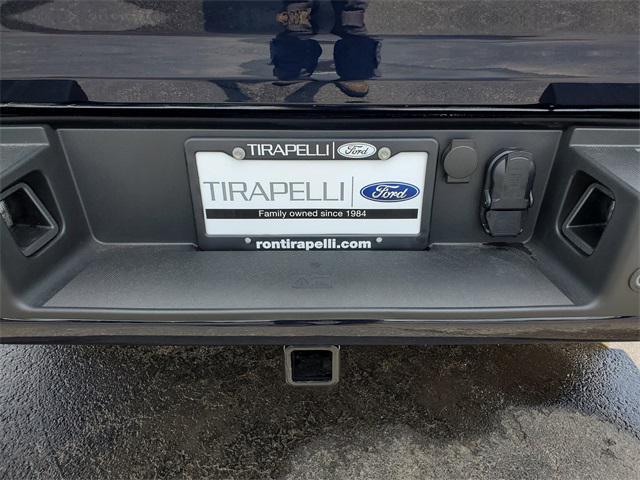 TIRAPELLI Ford
TIRAPELLI Ford
Family owned since 1984
rontirapelli.com